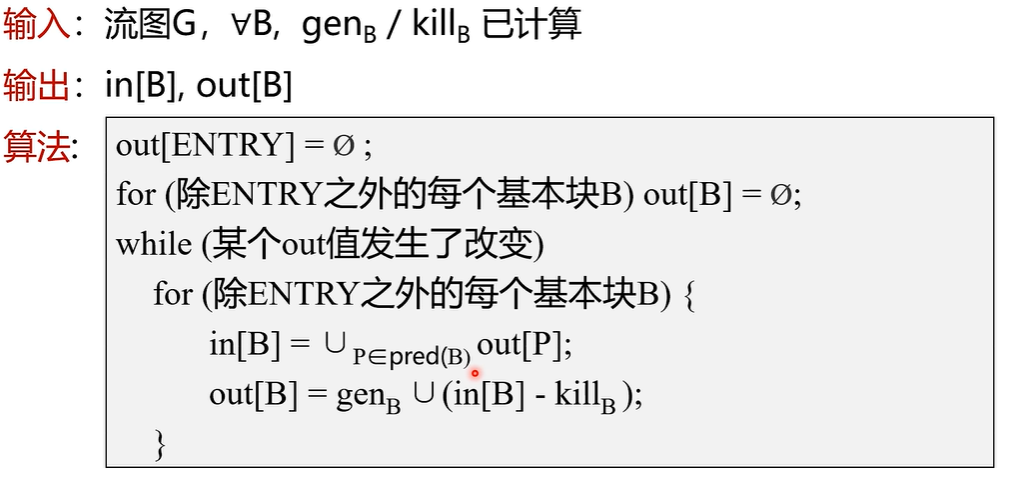 输入：流图G，∀B，gen_B / kill_B 已计算
输出：in[B], out[B]
算法:
out[ENTRY] = Ø ;
for (除ENTRY之外的每个基本块B) out[B] = Ø;
while (某个out值发生了改变)
for (除ENTRY之外的每个基本块B) {
in[B] = ∪_P∈pred(B) out[P];
out[B] = gen_B ∪ (in[B] - kill_B );
}